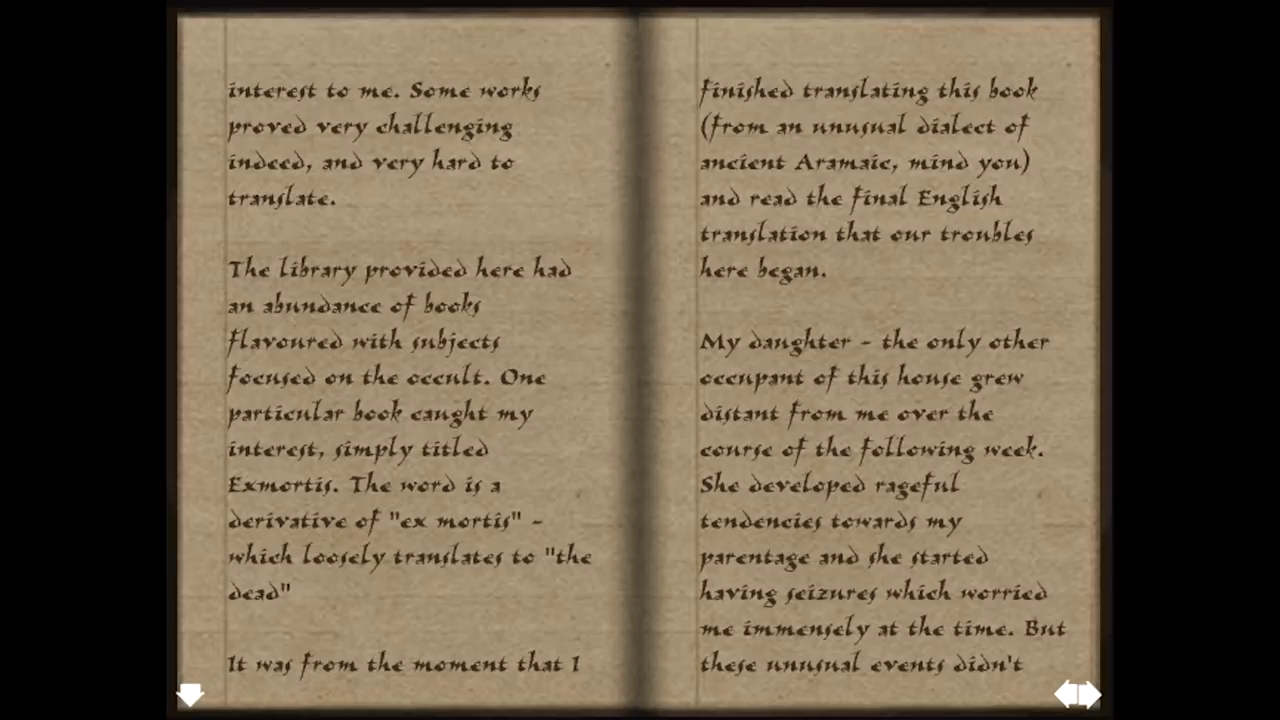 interest to me. Some works
proved very challenging
indeed, and very hard to
translate.
The library provided here had
an abundance of books
flavoured with subjects
focused on the occult. One
particular book caught my
interest, simply titled
Exmortis. The word is a
derivative of "ex mortis" -
which loosely translates to "the
dead"
It was from the moment that I
finished translating this book
(from an unusual dialect of
ancient Aramaic, mind you)
and read the final English
translation that our troubles
here began.
My daughter - the only other
occupant of this house grew
distant from me over the
course of the following week.
She developed rageful
tendencies towards my
parentage and she started
having seizures which worried
me immensely at the time. But
these unusual events didn't